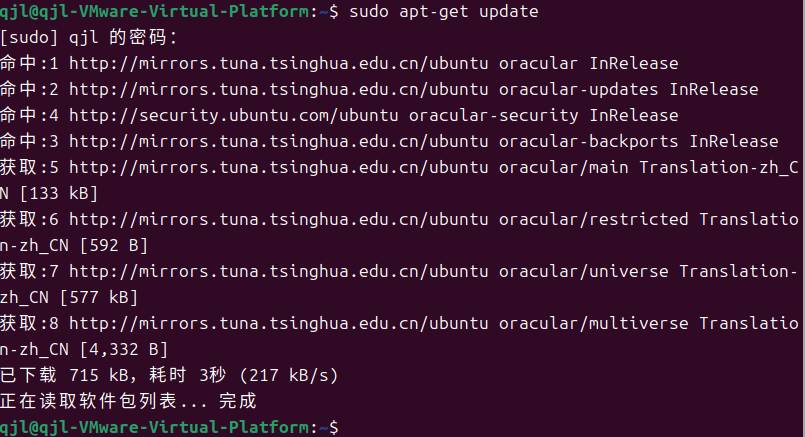 qjl@qjl-VMware-Virtual-Platform:~$ sudo apt-get update
[sudo] qjl 的密码：
命中:1 http://mirrors.tuna.tsinghua.edu.cn/ubuntu oracular InRelease
命中:2 http://mirrors.tuna.tsinghua.edu.cn/ubuntu oracular-updates InRelease
命中:4 http://security.ubuntu.com/ubuntu oracular-security InRelease
命中:3 http://mirrors.tuna.tsinghua.edu.cn/ubuntu oracular-backports InRelease
获取:5 http://mirrors.tuna.tsinghua.edu.cn/ubuntu oracular/main Translation-zh_C
N [133 kB]
获取:6 http://mirrors.tuna.tsinghua.edu.cn/ubuntu oracular/restricted Translatio
n-zh_CN [592 B]
获取:7 http://mirrors.tuna.tsinghua.edu.cn/ubuntu oracular/universe Translation-
zh_CN [577 kB]
获取:8 http://mirrors.tuna.tsinghua.edu.cn/ubuntu oracular/multiverse Translatio
n-zh_CN [4,332 B]
已下载 715 kB，耗时 3秒 (217 kB/s)
正在读取软件包列表... 完成
qjl@qjl-VMware-Virtual-Platform:~$